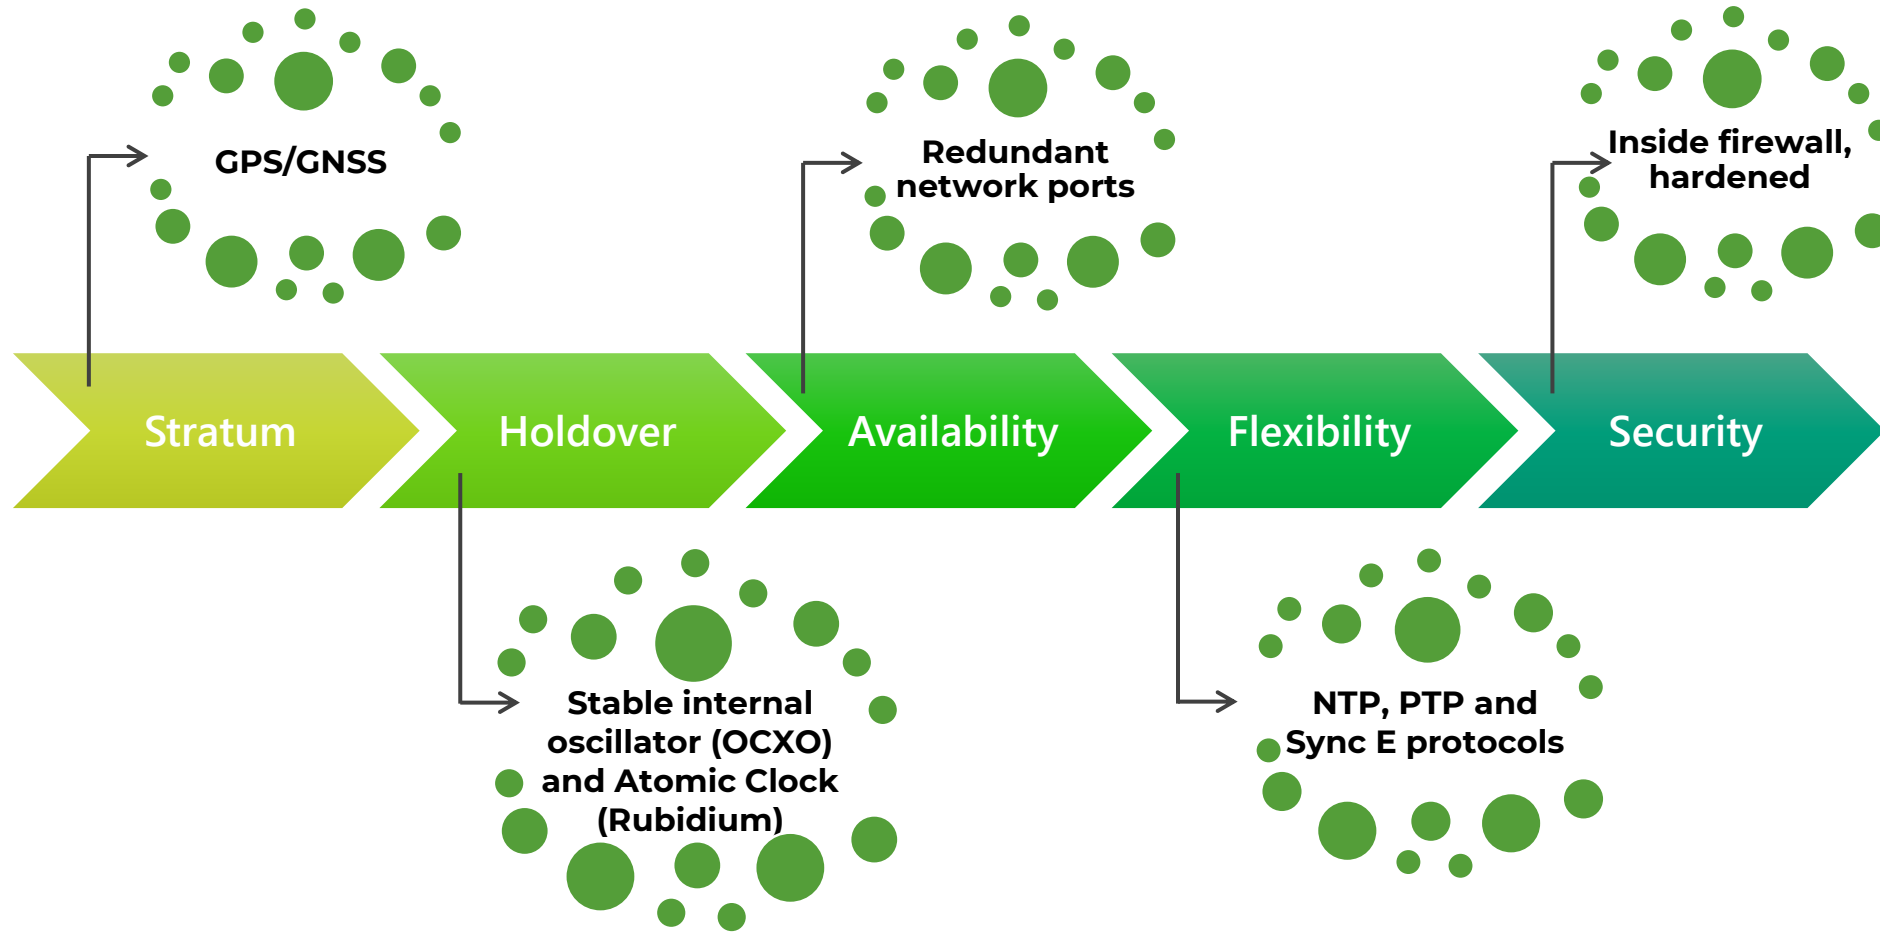 GPS/GNSS
Redundant
network ports
Inside firewall,
hardened
Stratum
Holdover
Availability
Flexibility
Security
Stable internal
oscillator (OCXO)
and Atomic Clock
(Rubidium)
NTP, PTP and
Sync E protocols